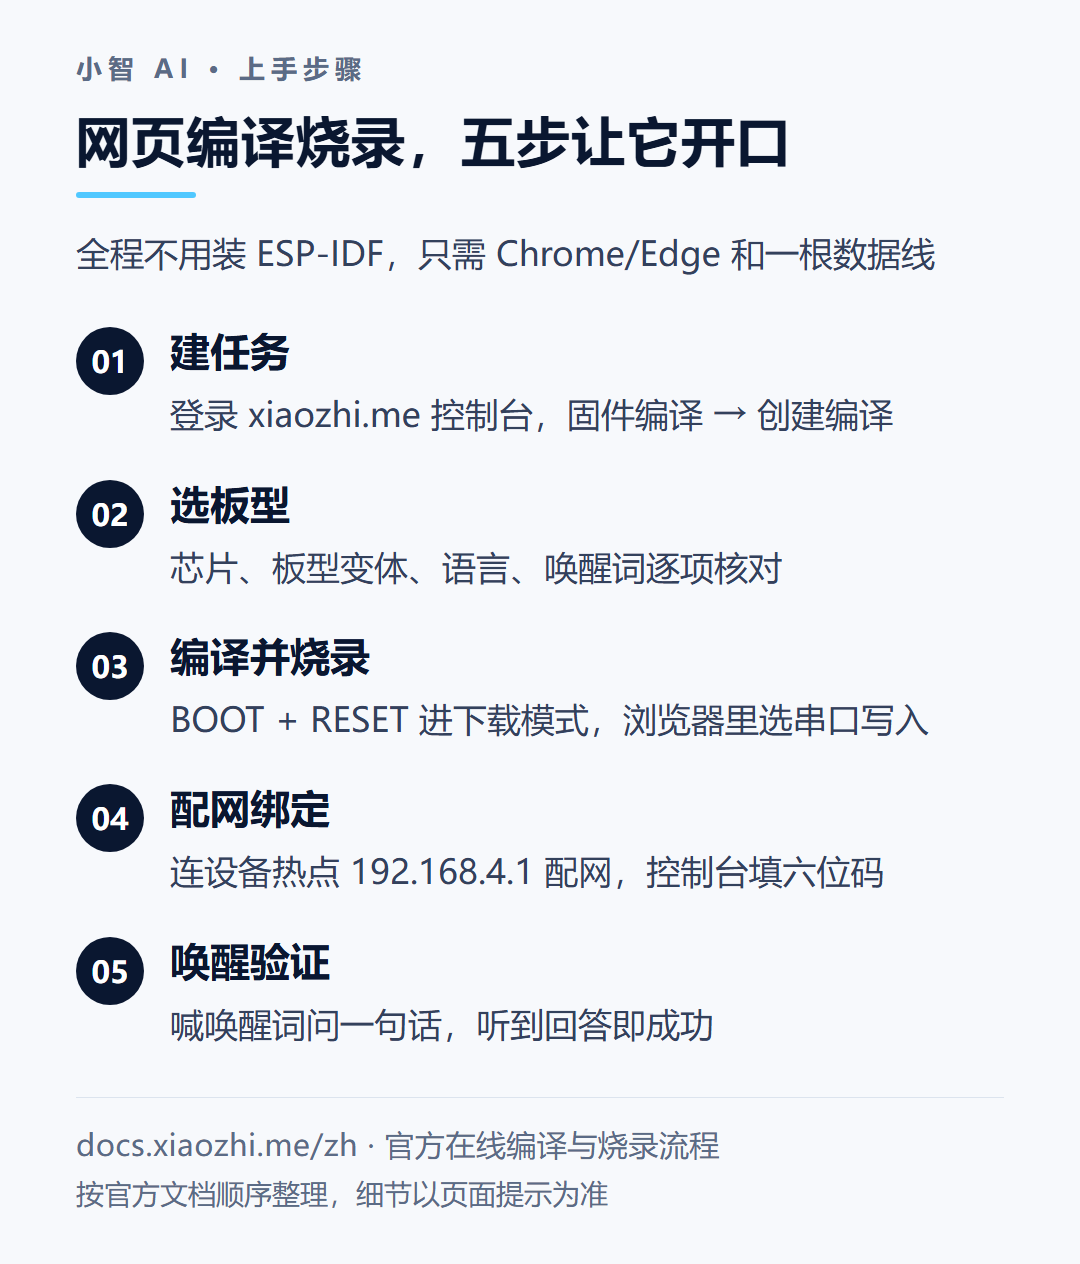 小智 AI · 上手步骤
网页编译烧录，五步让它开口
全程不用装 ESP-IDF，只需 Chrome/Edge 和一根数据线
01
建任务
登录 xiaozhi.me 控制台，固件编译 → 创建编译
02
选板型
芯片、板型变体、语言、唤醒词逐项核对
03
编译并烧录
BOOT + RESET 进下载模式，浏览器里选串口写入
04
配网绑定
连设备热点 192.168.4.1 配网，控制台填六位码
05
唤醒验证
喊唤醒词问一句话，听到回答即成功
docs.xiaozhi.me/zh · 官方在线编译与烧录流程
按官方文档顺序整理，细节以页面提示为准